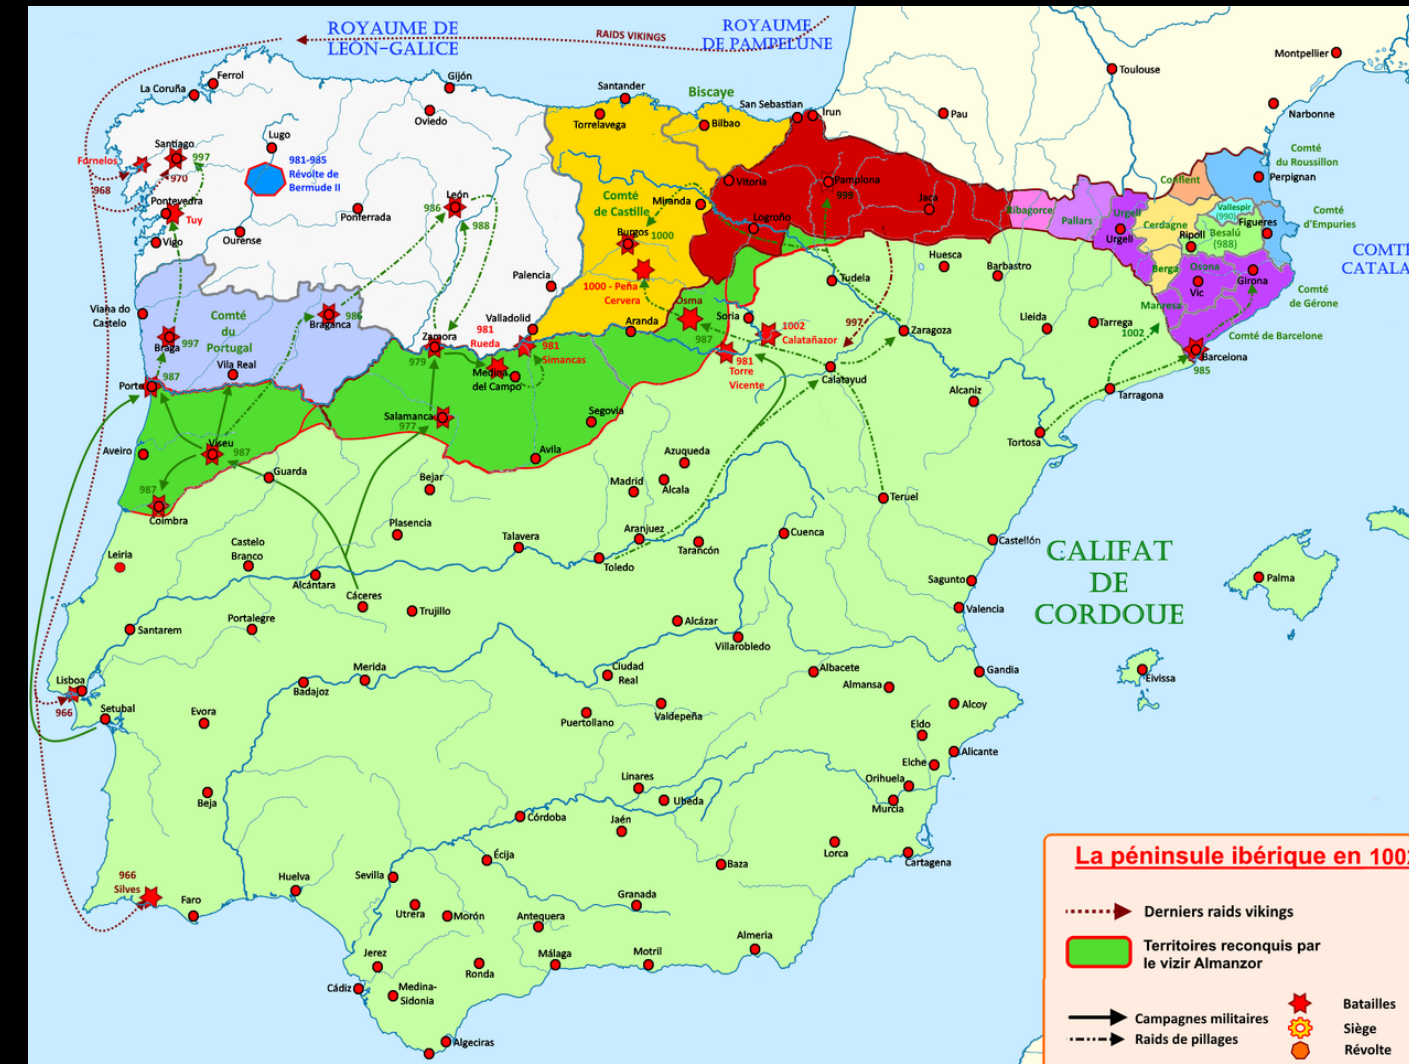 ROYAUME DE
LEÓN-GALICE
ROYAUME
DE PAMPELUNE
RAIDS VIKINGS
Montpellier
Toulouse
Narbonne
Pau
Perpignan
Comté
du Roussillon
Comté
d'Empuries
COMT
CATALA
Comté
de Gérone
Comté de Barcelone
Conflent
Vallespir
(990)
Cerdagne
Besalú
(988)
Figueres
Ripoll
Berga
Osona
Vic
Girona
Manresa
1002
Barcelona
985
Urgell
Urgell
Pallars
Ribagorce
Ferrol
La Coruña
Gijón
Oviedo
Santander
Torrelavega
Biscaye
Bilbao
San Sebastian
Irun
Santiago
997
Fornelos
970
968
Lugo
981-985
Révolte de
Bermude II
Pontevedra
Tuy
Vigo
Ourense
Ponferrada
León
986
988
Palencia
Valladolid
Comté
de Castille
Miranda
Burgos
1000
1000 - Peña
Cervera
Aranda
Vitoria
Logroño
Pamplona
999
Jaca
Huesca
Barbastro
Tudela
Zaragoza
997
Lleida
Tarrega
Tarragona
Tortosa
Alcaniz
Teruel
Calatayud
1002
Calatañazor
Soria
Osma
987
981
Torre
Vicente
Viana do
Castelo
Comté
du
Portugal
Braganca
986
Braga
997
Vila Real
Porte
987
Zamora
979
981
Rueda
981
Simancas
Medina
del Campo
Salamanca
977
Segovia
Avila
Aveiro
Viseu
987
987
Coimbra
Guarda
Bejar
Plasencia
Leiria
Castelo
Branco
Alcántara
Cáceres
Trujillo
Talavera
Toledo
Aranjuez
Tarancón
Madrid
Alcala
Azuqueda
Cuenca
Castellón
Sagunto
Valencia
Palma
Eivissa
CALIFAT
DE
CORDOUE
Santarem
Portalegre
Lisboa
966
Setubal
Evora
Badajoz
Merida
Alcázar
Villarobledo
Ciudad
Real
Puertollano
Valdepeña
Albacete
Almansa
Gandia
Alcoy
Eldo
Alicante
Elche
Orihuela
Murcia
Cartagena
Lorca
Beja
966
Silves
Faro
Huelva
Sevilla
Écija
Córdoba
Linares
Ubeda
Jaén
Baza
Granada
Utrera
Morón
Antequera
Málaga
Motril
Almeria
Jerez
Ronda
Cádiz
Medina-
Sidonia
Algeciras
La péninsule ibérique en 1002
Derniers raids vikings
Territoires reconquis par
le vizir Almanzor
Campagnes militaires
Raids de pillages
Batailles
Siège
Révolte